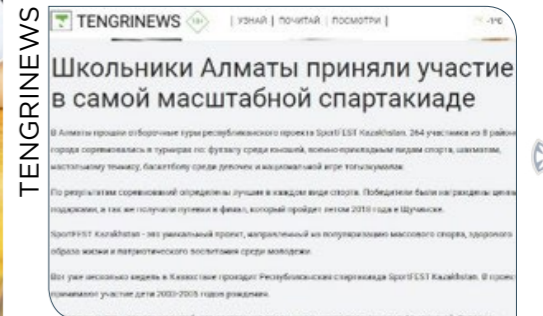 TENGRINEWS
TENGRINEWS 18+ | УЗНАЙ | ПОЧИТАЙ | ПОСМОТРИ | -1°C
Школьники Алматы приняли участие
в самой масштабной спартакиаде
В Алматы прошли отборочные туры республиканского проекта SportFEST Kazakhstan. 264 участника из 8 районов
города соревновались в турнирах по: футзалу среди юношей, военно-прикладным видам спорта, шахматам,
настольному теннису, баскетболу среди девочек и национальной игре тогызкумалак.
По результатам соревнований определены лучшие в каждом виде спорта. Победители были награждены ценными
подарками, а так же получили путевки в финал, который пройдет летом 2018 года в Щучинске.
SportFEST Kazakhstan - это уникальный проект, направленный на популяризацию массового спорта, здорового
образа жизни и патриотического воспитания среди молодежи.
Вот уже несколько недель в Казахстане проходит Республиканская спартакиада SportFEST Kazakhstan. В проекте
принимают участие дети 2003-2005 годов рождения.